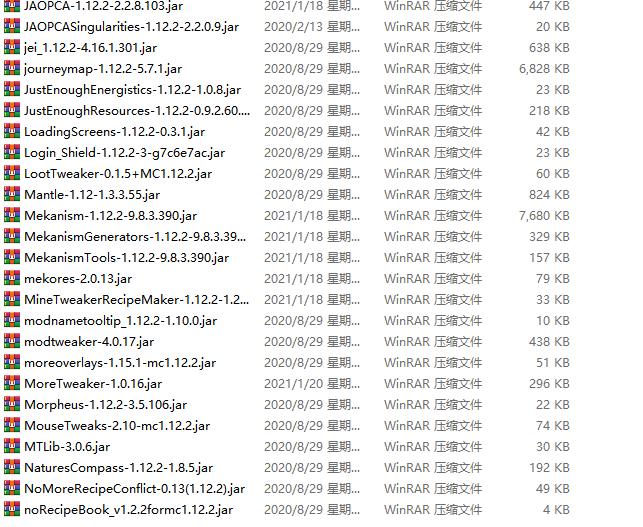 JAOPCA-1.12.2-2.2.8.103.jar 2021/1/18 星期... WinRAR 压缩文件 447 KB
JAOPCASingularities-1.12.2-2.2.0.9.jar 2020/2/13 星期... WinRAR 压缩文件 20 KB
jei_1.12.2-4.16.1.301.jar 2020/8/29 星期... WinRAR 压缩文件 638 KB
journeymap-1.12.2-5.7.1.jar 2020/8/29 星期... WinRAR 压缩文件 6,828 KB
JustEnoughEnergistics-1.12.2-1.0.8.jar 2020/8/29 星期... WinRAR 压缩文件 23 KB
JustEnoughResources-1.12.2-0.9.2.60.... 2020/8/29 星期... WinRAR 压缩文件 218 KB
LoadingScreens-1.12.2-0.3.1.jar 2020/8/29 星期... WinRAR 压缩文件 42 KB
Login_Shield-1.12.2-3-g7c6e7ac.jar 2020/8/29 星期... WinRAR 压缩文件 23 KB
LootTweaker-0.1.5+MC1.12.2.jar 2020/8/29 星期... WinRAR 压缩文件 60 KB
Mantle-1.12-1.3.3.55.jar 2020/8/29 星期... WinRAR 压缩文件 824 KB
Mekanism-1.12.2-9.8.3.390.jar 2021/1/18 星期... WinRAR 压缩文件 7,680 KB
MekanismGenerators-1.12.2-9.8.3.39... 2021/1/18 星期... WinRAR 压缩文件 329 KB
MekanismTools-1.12.2-9.8.3.390.jar 2021/1/18 星期... WinRAR 压缩文件 157 KB
mekores-2.0.13.jar 2021/1/18 星期... WinRAR 压缩文件 79 KB
MineTweakerRecipeMaker-1.12.2-1.2... 2021/1/18 星期... WinRAR 压缩文件 33 KB
modnametooltip_1.12.2-1.10.0.jar 2020/8/29 星期... WinRAR 压缩文件 10 KB
modtweaker-4.0.17.jar 2020/8/29 星期... WinRAR 压缩文件 438 KB
moreoverlays-1.15.1-mc1.12.2.jar 2020/8/29 星期... WinRAR 压缩文件 51 KB
MoreTweaker-1.0.16.jar 2021/1/20 星期... WinRAR 压缩文件 296 KB
Morpheus-1.12.2-3.5.106.jar 2020/8/29 星期... WinRAR 压缩文件 22 KB
MouseTweaks-2.10-mc1.12.2.jar 2020/8/29 星期... WinRAR 压缩文件 74 KB
MTLib-3.0.6.jar 2020/8/29 星期... WinRAR 压缩文件 30 KB
NaturesCompass-1.12.2-1.8.5.jar 2020/8/29 星期... WinRAR 压缩文件 192 KB
NoMoreRecipeConflict-0.13(1.12.2).jar 2020/8/29 星期... WinRAR 压缩文件 49 KB
noRecipeBook_v1.2.2formc1.12.2.jar 2020/8/29 星期... WinRAR 压缩文件 4 KB